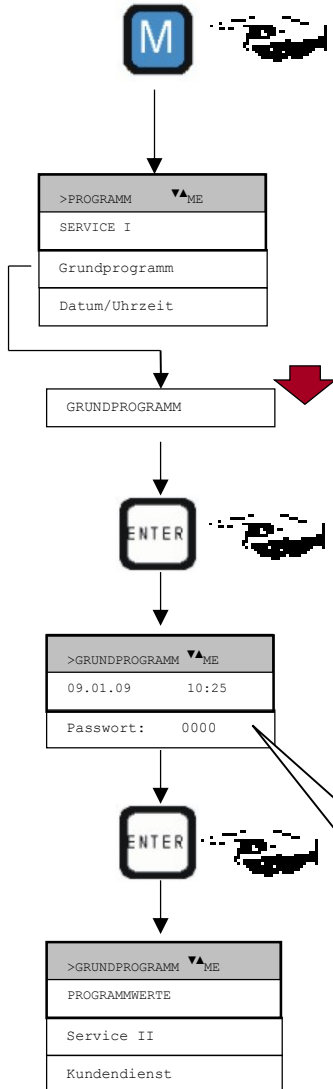 M
>PROGRAMM ▼▲ME
SERVICE I
Grundprogramm
Datum/Uhrzeit
GRUNDPROGRAMM
ENTER
>GRUNDPROGRAMM ▼▲ME
09.01.09 10:25
Passwort: 0000
ENTER
>GRUNDPROGRAMM ▼▲ME
PROGRAMMWERTE
Service II
Kundendienst